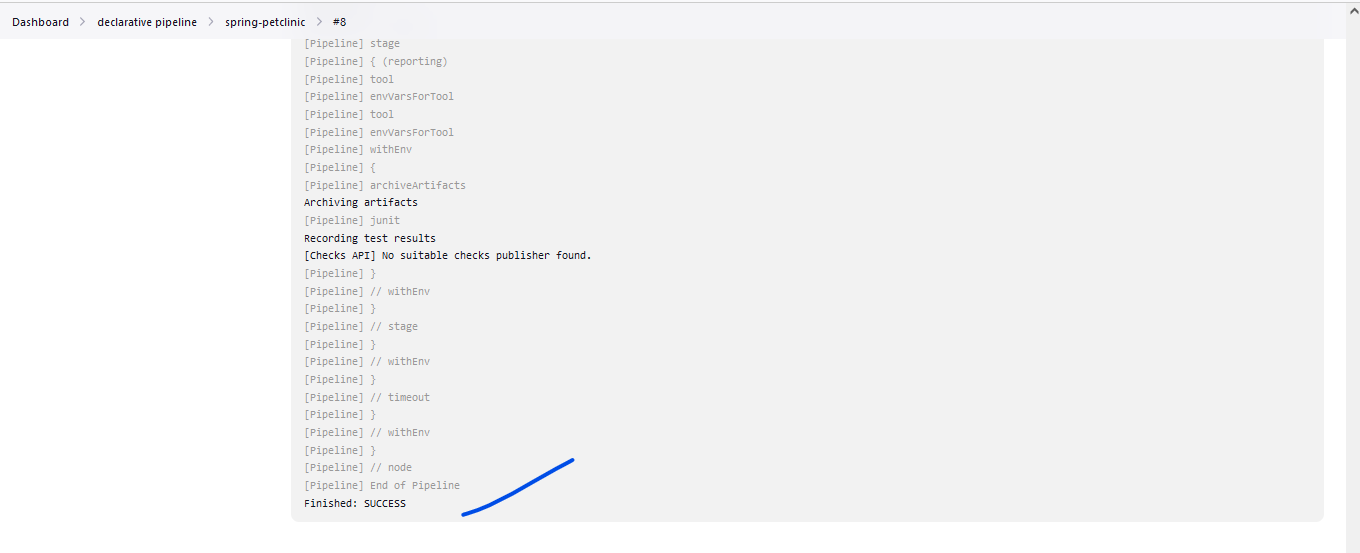 Dashboard > declarative pipeline > spring-petclinic > #8
[Pipeline] stage
[Pipeline] { (reporting)
[Pipeline] tool
[Pipeline] envVarsForTool
[Pipeline] tool
[Pipeline] envVarsForTool
[Pipeline] withEnv
[Pipeline] {
[Pipeline] archiveArtifacts
Archiving artifacts
[Pipeline] junit
Recording test results
[Checks API] No suitable checks publisher found.
[Pipeline] }
[Pipeline] // withEnv
[Pipeline] }
[Pipeline] // stage
[Pipeline] }
[Pipeline] // withEnv
[Pipeline] }
[Pipeline] // timeout
[Pipeline] }
[Pipeline] // withEnv
[Pipeline] }
[Pipeline] // node
[Pipeline] End of Pipeline
Finished: SUCCESS